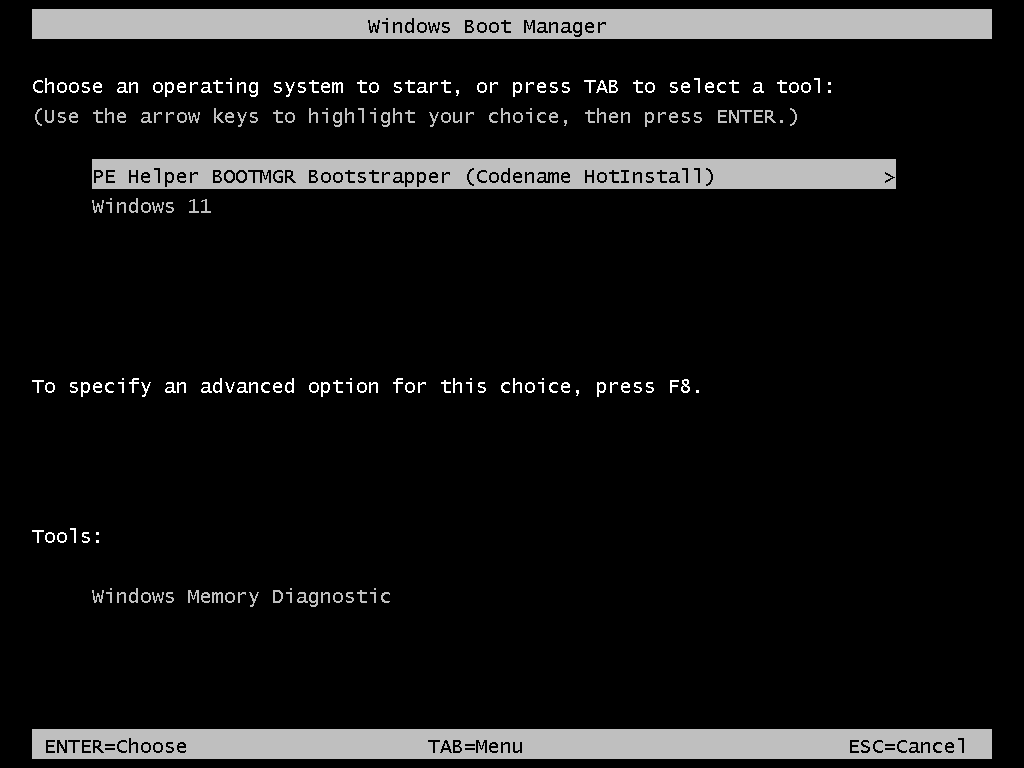 Windows Boot Manager
Choose an operating system to start, or press TAB to select a tool:
(Use the arrow keys to highlight your choice, then press ENTER.)
PE Helper BOOTMGR Bootstrapper (Codename HotInstall) >
Windows 11
To specify an advanced option for this choice, press F8.
Tools:
Windows Memory Diagnostic
ENTER=Choose TAB=Menu ESC=Cancel